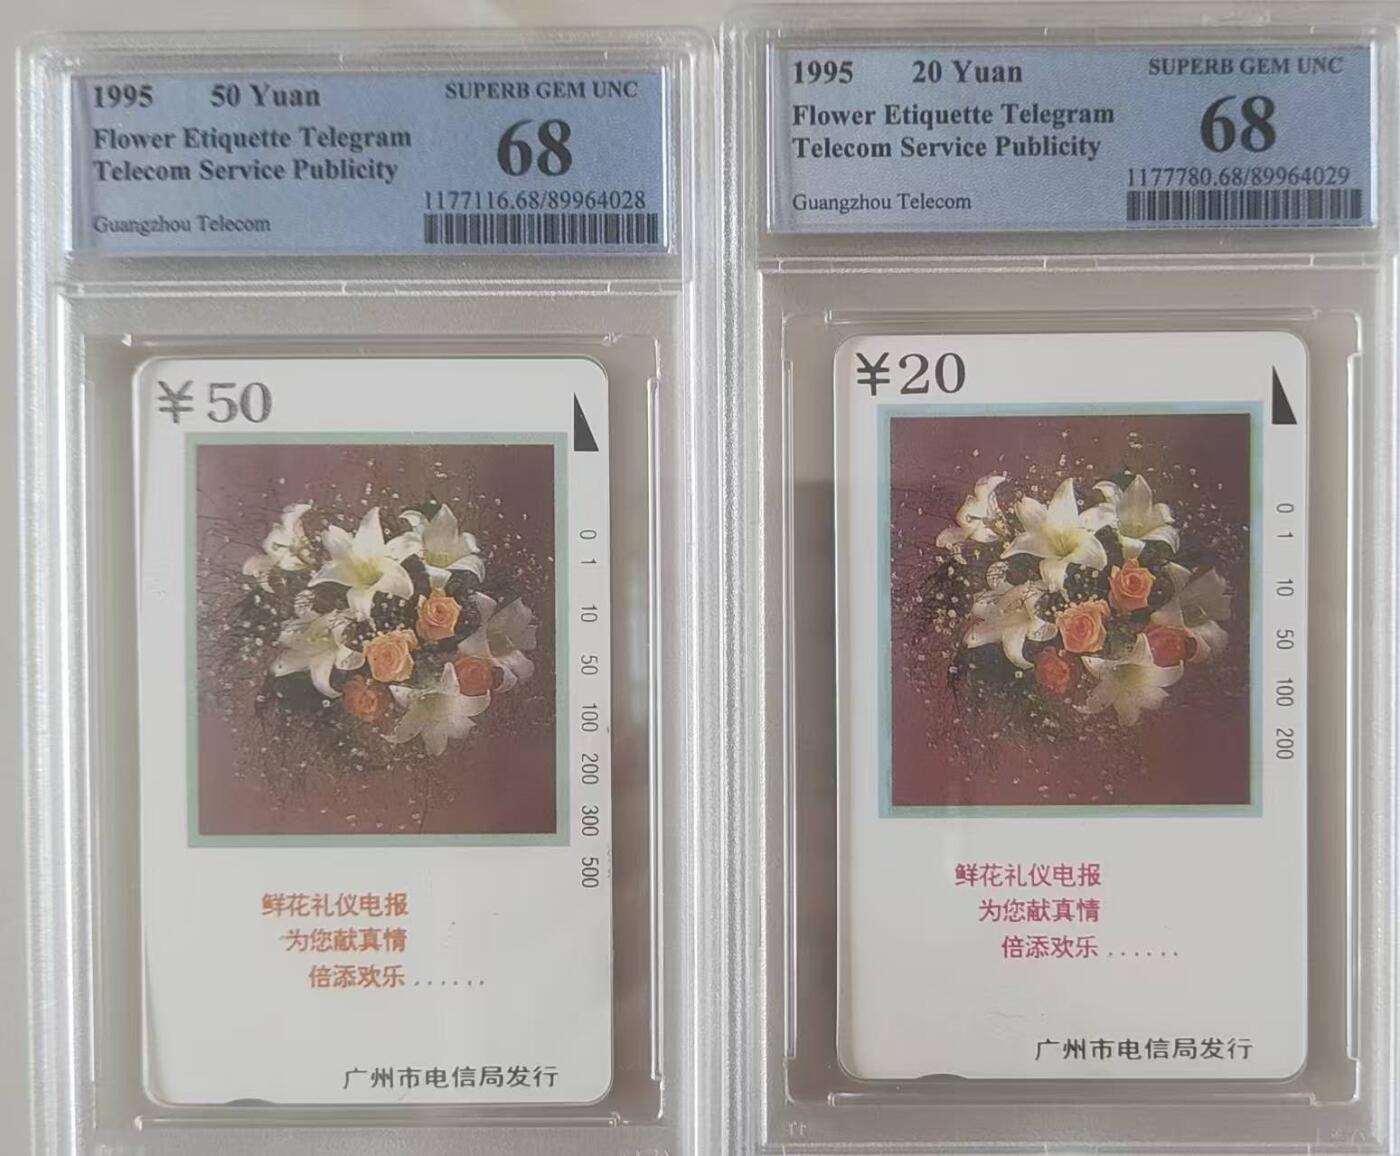 1995 50 Yuan
SUPERB GEM UNC
68
Flower Etiquette Telegram
Telecom Service Publicity
1177116.68/89964028
Guangzhou Telecom
¥50
0 1 10 50 100 200 300 500
鲜花礼仪电报
为您献真情
倍添欢乐......
广州市电信局发行
1995 20 Yuan
SUPERB GEM UNC
68
Flower Etiquette Telegram
Telecom Service Publicity
1177780.68/89964029
Guangzhou Telecom
¥20
0 1 10 50 100 200
鲜花礼仪电报
为您献真情
倍添欢乐......
广州市电信局发行